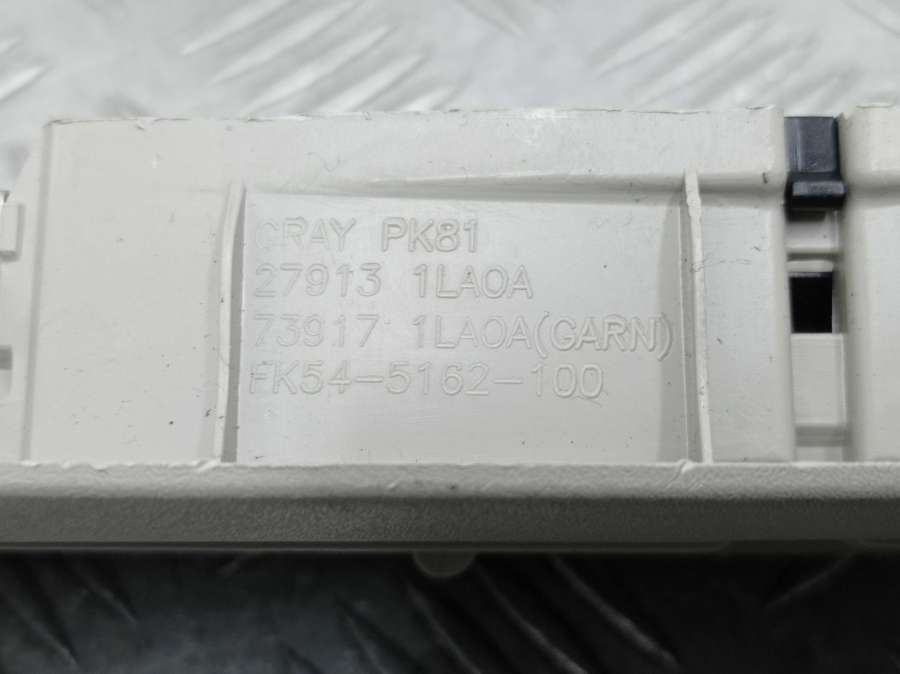 GRAY PK81
27913 1LA0A
73917 1LA0A(GARN)
FK54-5162-100